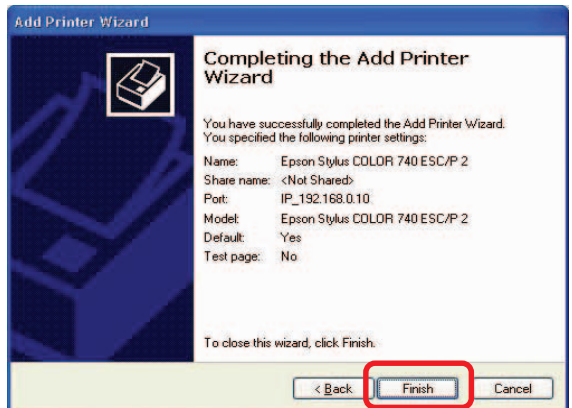 Add Printer Wizard
Completing the Add Printer
Wizard
You have successfully completed the Add Printer Wizard.
You specified the following printer settings:
Name: Epson Stylus COLOR 740 ESC/P 2
Share name: <Not Shared>
Port: IP_192.168.0.10
Model: Epson Stylus COLOR 740 ESC/P 2
Default: Yes
Test page: No
To close this wizard, click Finish.
< Back Finish Cancel